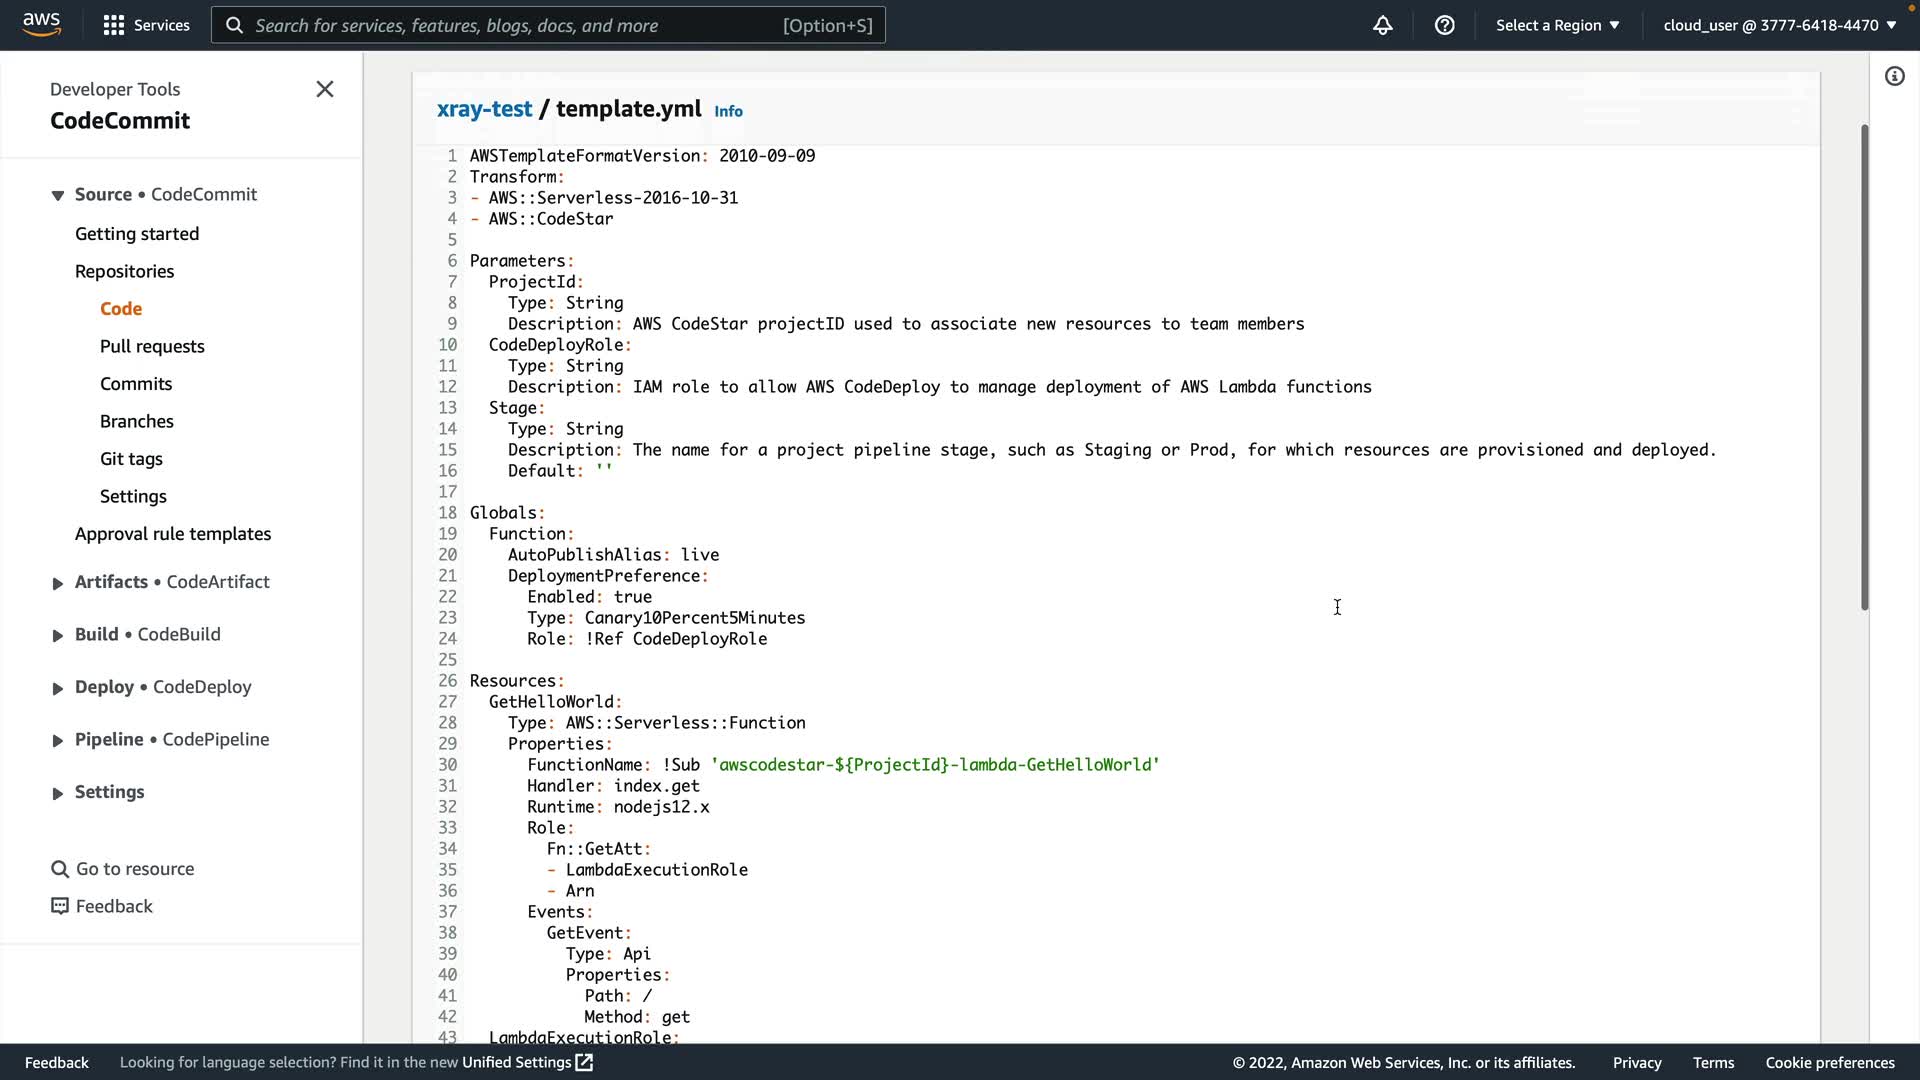 aws
Services
Search for services, features, blogs, docs, and more [Option+S]
Select a Region
cloud_user @ 3777-6418-4470
Developer Tools
CodeCommit
Source • CodeCommit
Getting started
Repositories
Code
Pull requests
Commits
Branches
Git tags
Settings
Approval rule templates
Artifacts • CodeArtifact
Build • CodeBuild
Deploy • CodeDeploy
Pipeline • CodePipeline
Settings
Go to resource
Feedback
xray-test / template.yml Info
1 AWSTemplateFormatVersion: 2010-09-09
2 Transform:
3 - AWS::Serverless-2016-10-31
4 - AWS::CodeStar
5
6 Parameters:
7   ProjectId:
8     Type: String
9     Description: AWS CodeStar projectID used to associate new resources to team members
10   CodeDeployRole:
11     Type: String
12     Description: IAM role to allow AWS CodeDeploy to manage deployment of AWS Lambda functions
13   Stage:
14     Type: String
15     Description: The name for a project pipeline stage, such as Staging or Prod, for which resources are provisioned and deployed.
16     Default: ''
17
18 Globals:
19   Function:
20     AutoPublishAlias: live
21     DeploymentPreference:
22       Enabled: true
23       Type: Canary10Percent5Minutes
24       Role: !Ref CodeDeployRole
25
26 Resources:
27   GetHelloWorld:
28     Type: AWS::Serverless::Function
29     Properties:
30       FunctionName: !Sub 'awscodestar-${ProjectId}-lambda-GetHelloWorld'
31       Handler: index.get
32       Runtime: nodejs12.x
33       Role:
34         Fn::GetAtt:
35         - LambdaExecutionRole
36         - Arn
37       Events:
38         GetEvent:
39           Type: Api
40           Properties:
41             Path: /
42             Method: get
43   LambdaExecutionRole:
Feedback
Looking for language selection? Find it in the new Unified Settings
© 2022, Amazon Web Services, Inc. or its affiliates.
Privacy
Terms
Cookie preferences